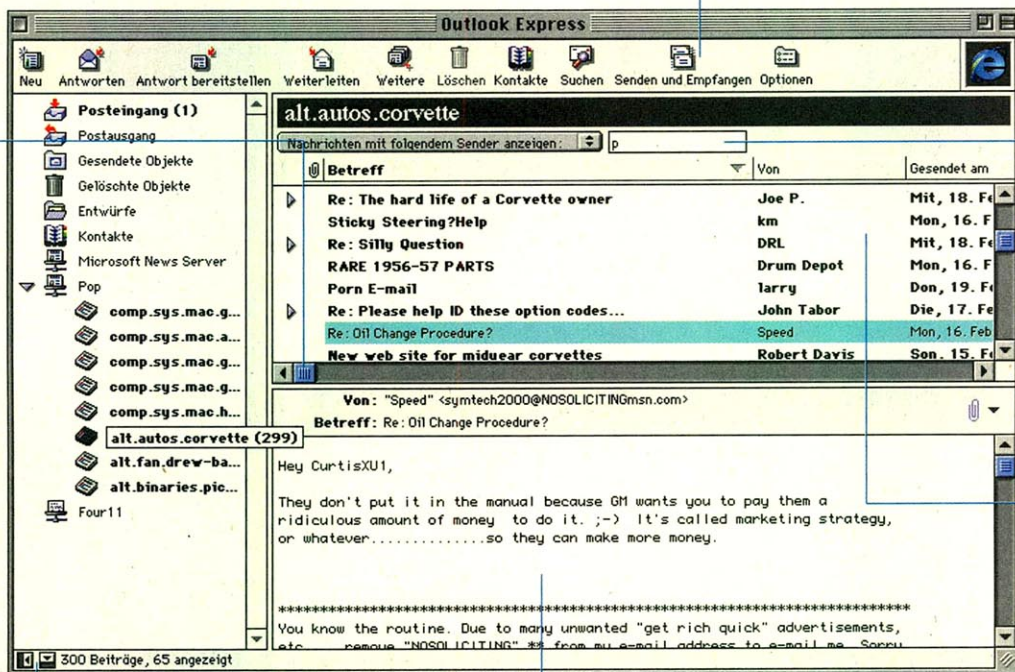 Outlook Express
Neu Antworten Antwort bereitstellen Weiterleiten Weitere Löschen Kontakte Suchen Senden und Empfangen Optionen
Posteingang (1)
Postausgang
Gesendete Objekte
Gelöschte Objekte
Entwürfe
Kontakte
Microsoft News Server
Pop
comp.sys.mac.g...
comp.sys.mac.a...
comp.sys.mac.g...
comp.sys.mac.g...
comp.sys.mac.h...
alt.autos.corvette (299)
alt.fan.drew-ba...
alt.binaries.pic...
Four11
alt.autos.corvette
Nachrichten mit folgendem Sender anzeigen: p
Betreff Von Gesendet am
Re: The hard life of a Corvette owner Joe P. Mit, 18. Fe
Sticky Steering?Help km Mon, 16. F
Re: Silly Question DRL Mit, 18. Fe
RARE 1956-57 PARTS Drum Depot Mon, 16. F
Porn E-mail larry Don, 19. Fe
Re: Please help ID these option codes... John Tabor Die, 17. Fe
Re: Oil Change Procedure? Speed Mon, 16. Feb
New web site for miduear corvettes Robert Davis Son. 15. Fe
Von: "Speed" <symtech2000@NOSOLICITINGmsn.com>
Betreff: Re: Oil Change Procedure?
Hey CurtisXU1,
They don't put it in the manual because GM wants you to pay them a
ridiculous amount of money to do it. ;-) It's called marketing strategy,
or whatever..............so they can make more money.
******************************************************************************
You know the routine. Due to many unwanted "get rich quick" advertisements,
etc remove "NOSOLICITING" ** from my e-mail address to e-mail me. Sorry
300 Beiträge, 65 angezeigt